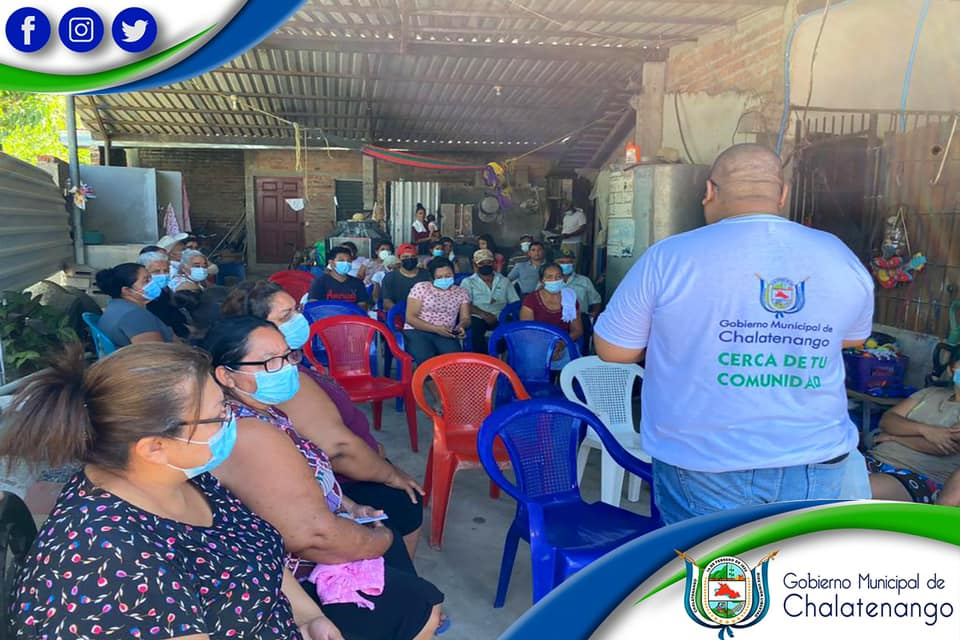 Gobierno Municipal de
Chalatenango
CERCA DE TU
COMUNIDAD
Gobierno Municipal de
Chalatenango